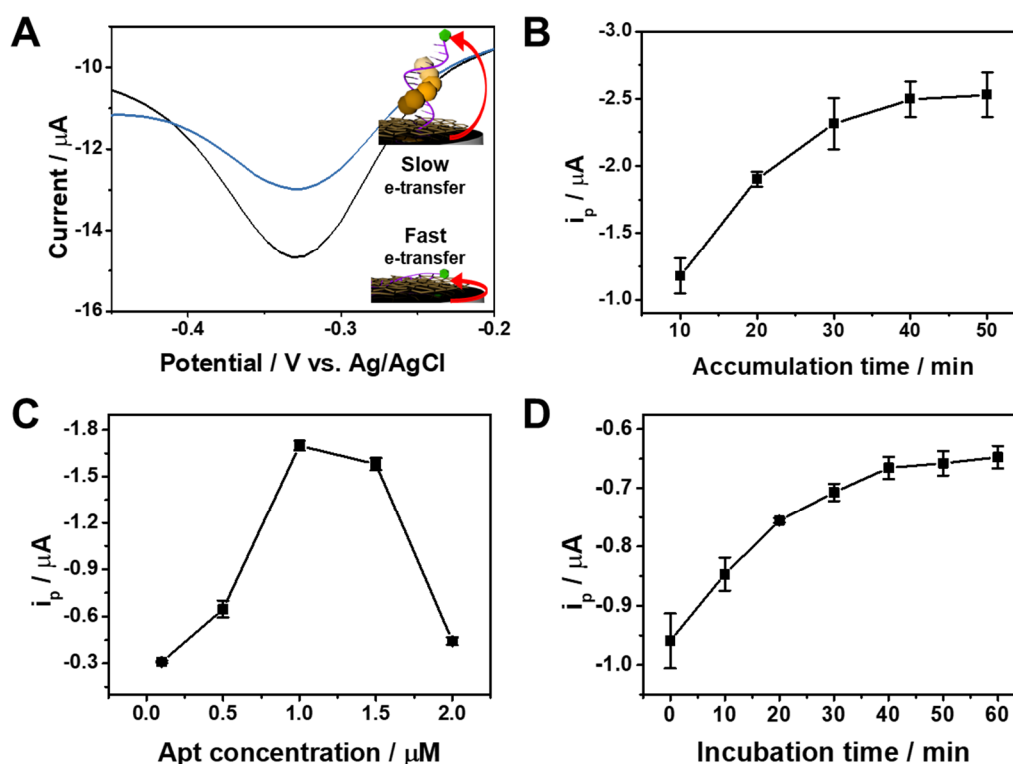 A
-10
-12
-14
-16
Current / μA
-0.4
-0.3
-0.2
Potential / V vs. Ag/AgCl
Slow
e-transfer
Fast
e-transfer
B
-3.0
-2.5
-2.0
-1.5
-1.0
iₚ / μA
10
20
30
40
50
Accumulation time / min
C
-1.8
-1.5
-1.2
-0.9
-0.6
-0.3
iₚ / μA
0.0
0.5
1.0
1.5
2.0
Apt concentration / μM
D
-0.6
-0.7
-0.8
-0.9
-1.0
iₚ / μA
0
10
20
30
40
50
60
Incubation time / min